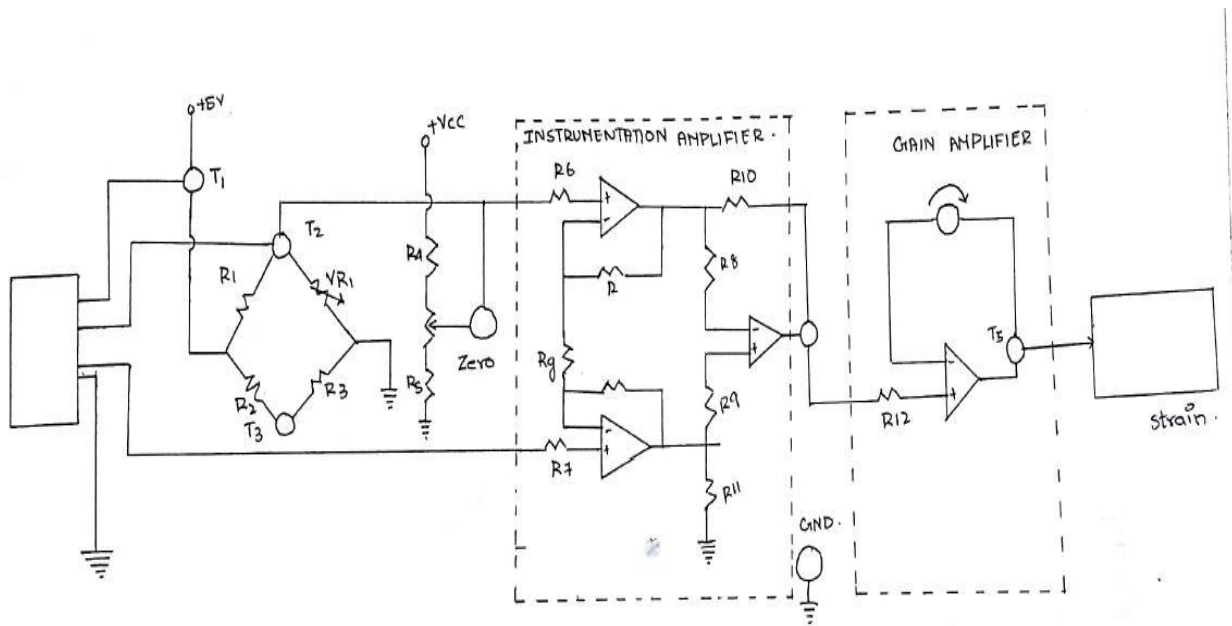 +5V
T1
+VCC
INSTRUMENTATION AMPLIFIER.
GAIN AMPLIFIER
R6
R10
T2
R1
VR1
R4
R
R8
T5
Zero
Rg
R2
R3
R5
R9
R12
T3
strain.
R7
R11
GND.
+
-
-
+
-
+
-
+